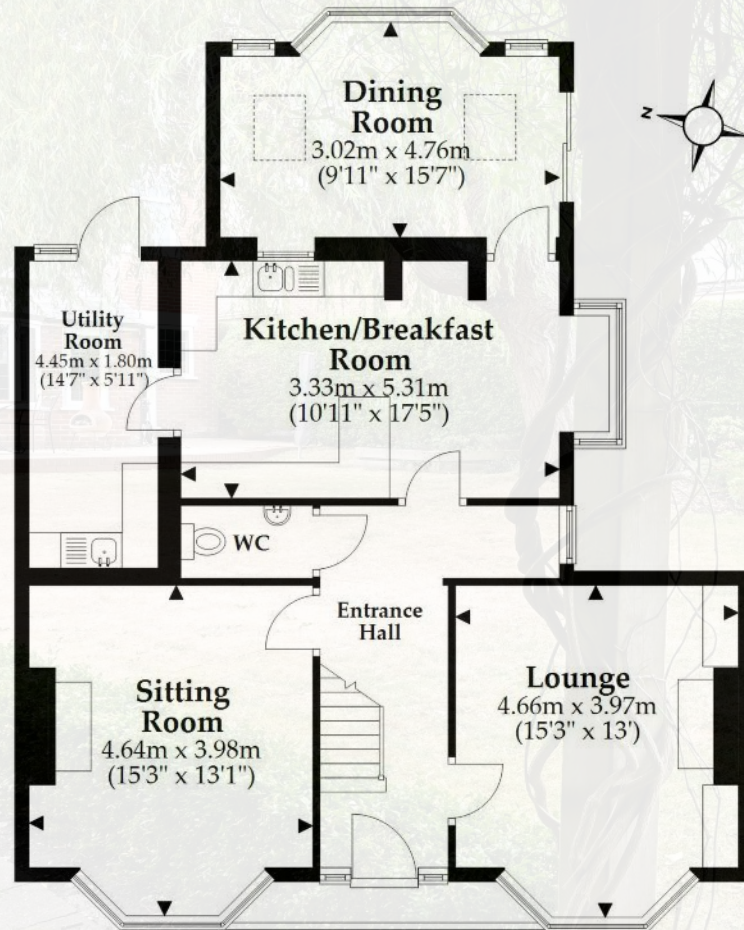 Dining
Room
3.02m x 4.76m
(9'11" x 15'7")
N
Utility
Room
4.45m x 1.80m
(14'7" x 5'11")
Kitchen/Breakfast
Room
3.33m x 5.31m
(10'11" x 17'5")
WC
Entrance
Hall
Sitting
Room
4.64m x 3.98m
(15'3" x 13'1")
Lounge
4.66m x 3.97m
(15'3" x 13')